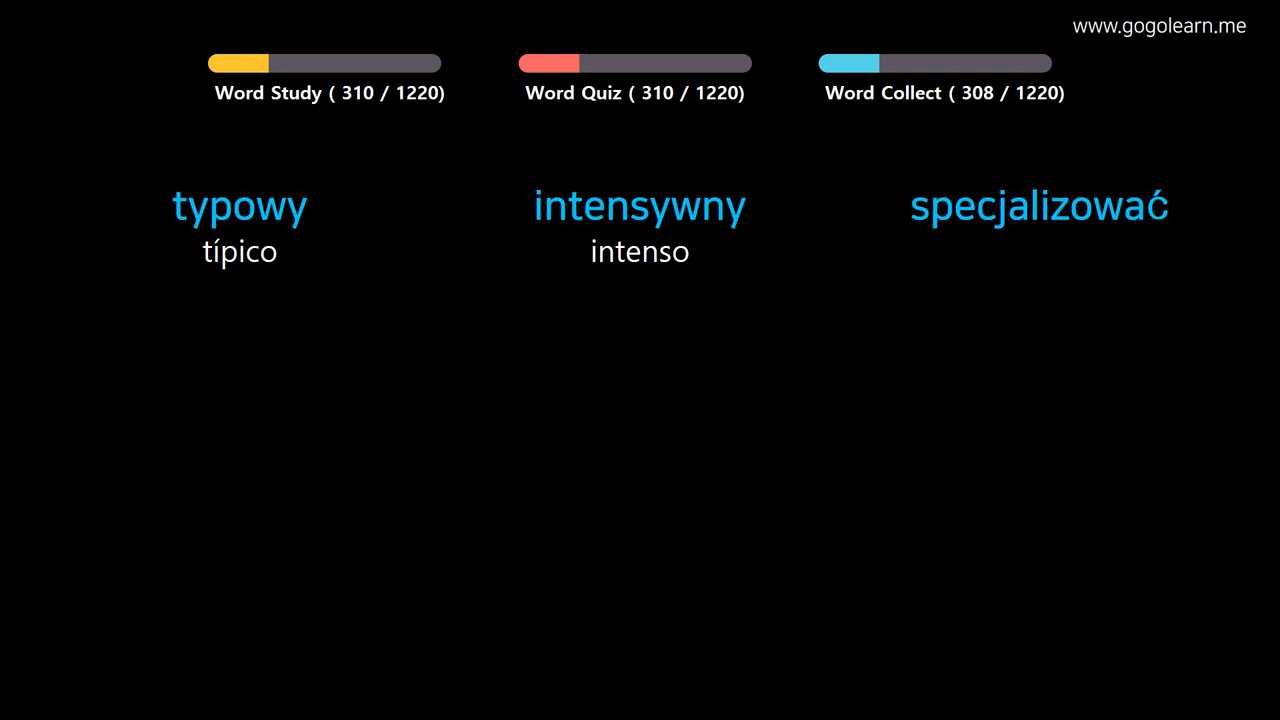 www.gogolearn.me
Word Study ( 310 / 1220)
Word Quiz ( 310 / 1220)
Word Collect ( 308 / 1220)
typowy
intensywny
specjalizować
típico
intenso